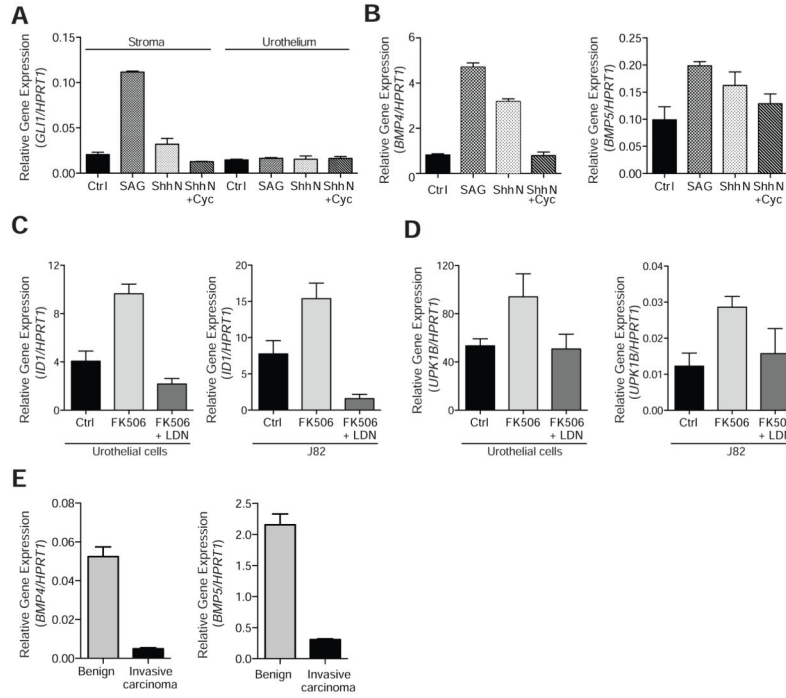 A
Stroma
Urothelium
Relative Gene Expression
(GLI1/HPRT1)
0.15
0.10
0.05
0.00
Ctrl
SAG
ShhN
ShhN
+Cyc
Ctrl
SAG
ShhN
ShhN
+Cyc
B
Relative Gene Expression
(BMP4/HPRT1)
6
4
2
0
Ctrl
SAG
ShhN
ShhN
+Cyc
Relative Gene Expression
(BMP5/HPRT1)
0.25
0.20
0.15
0.10
0.05
0.00
Ctrl
SAG
ShhN
ShhN
+Cyc
C
Relative Gene Expression
(ID1/HPRT1)
12
8
4
0
Ctrl
FK506
FK506
+ LDN
Urothelial cells
Relative Gene Expression
(ID1/HPRT1)
20
15
10
5
0
Ctrl
FK506
FK506
+ LDN
J82
D
Relative Gene Expression
(UPK1B/HPRT1)
120
80
60
40
0
Ctrl
FK506
FK506
+ LDN
Urothelial cells
Relative Gene Expression
(UPK1B/HPRT1)
0.04
0.03
0.02
0.01
0.00
Ctrl
FK506
FK50
+ LDN
J82
E
Relative Gene Expression
(BMP4/HPRT1)
0.08
0.06
0.04
0.02
0.00
Benign
Invasive
carcinoma
Relative Gene Expression
(BMP5/HPRT1)
2.5
2.0
1.5
1.0
0.5
0.0
Benign
Invasive
carcinoma